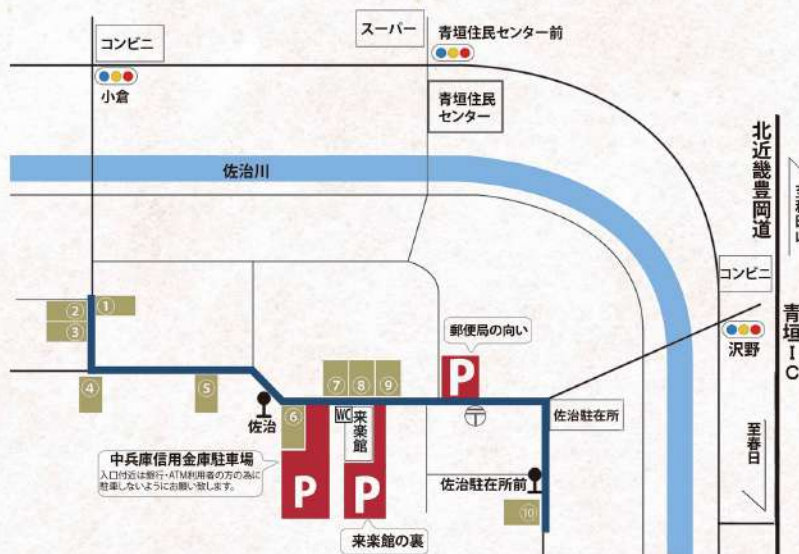 コンビニ
小倉
スーパー
青垣住民センター前
青垣住民
センター
佐治川
北近畿豊岡道
コンビニ
沢野
青垣IC
至春日
①
②
③
④
⑤
⑥
⑦
⑧
⑨
⑩
郵便局の向い
P
〒
佐治駐在所
佐治
WC
来楽館
中兵庫信用金庫駐車場
入口付近は銀行・ATM利用者の方の為に
駐車しないようにお願い致します。
P
P
来楽館の裏
佐治駐在所前